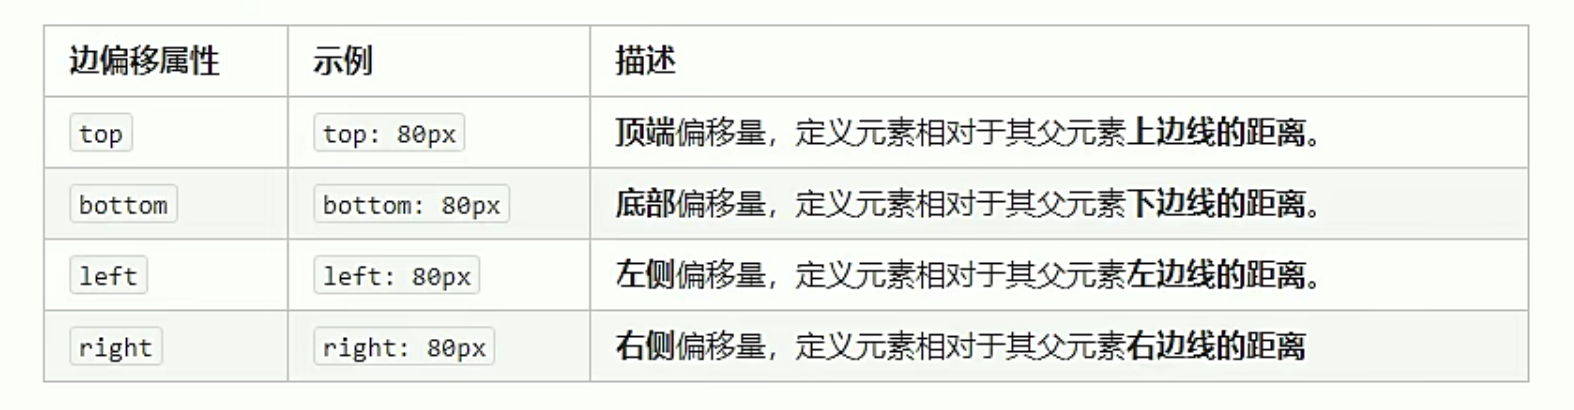 边偏移属性 示例 描述
top top: 80px 顶端偏移量，定义元素相对于其父元素上边线的距离。
bottom bottom: 80px 底部偏移量，定义元素相对于其父元素下边线的距离。
left left: 80px 左侧偏移量，定义元素相对于其父元素左边线的距离。
right right: 80px 右侧偏移量，定义元素相对于其父元素右边线的距离